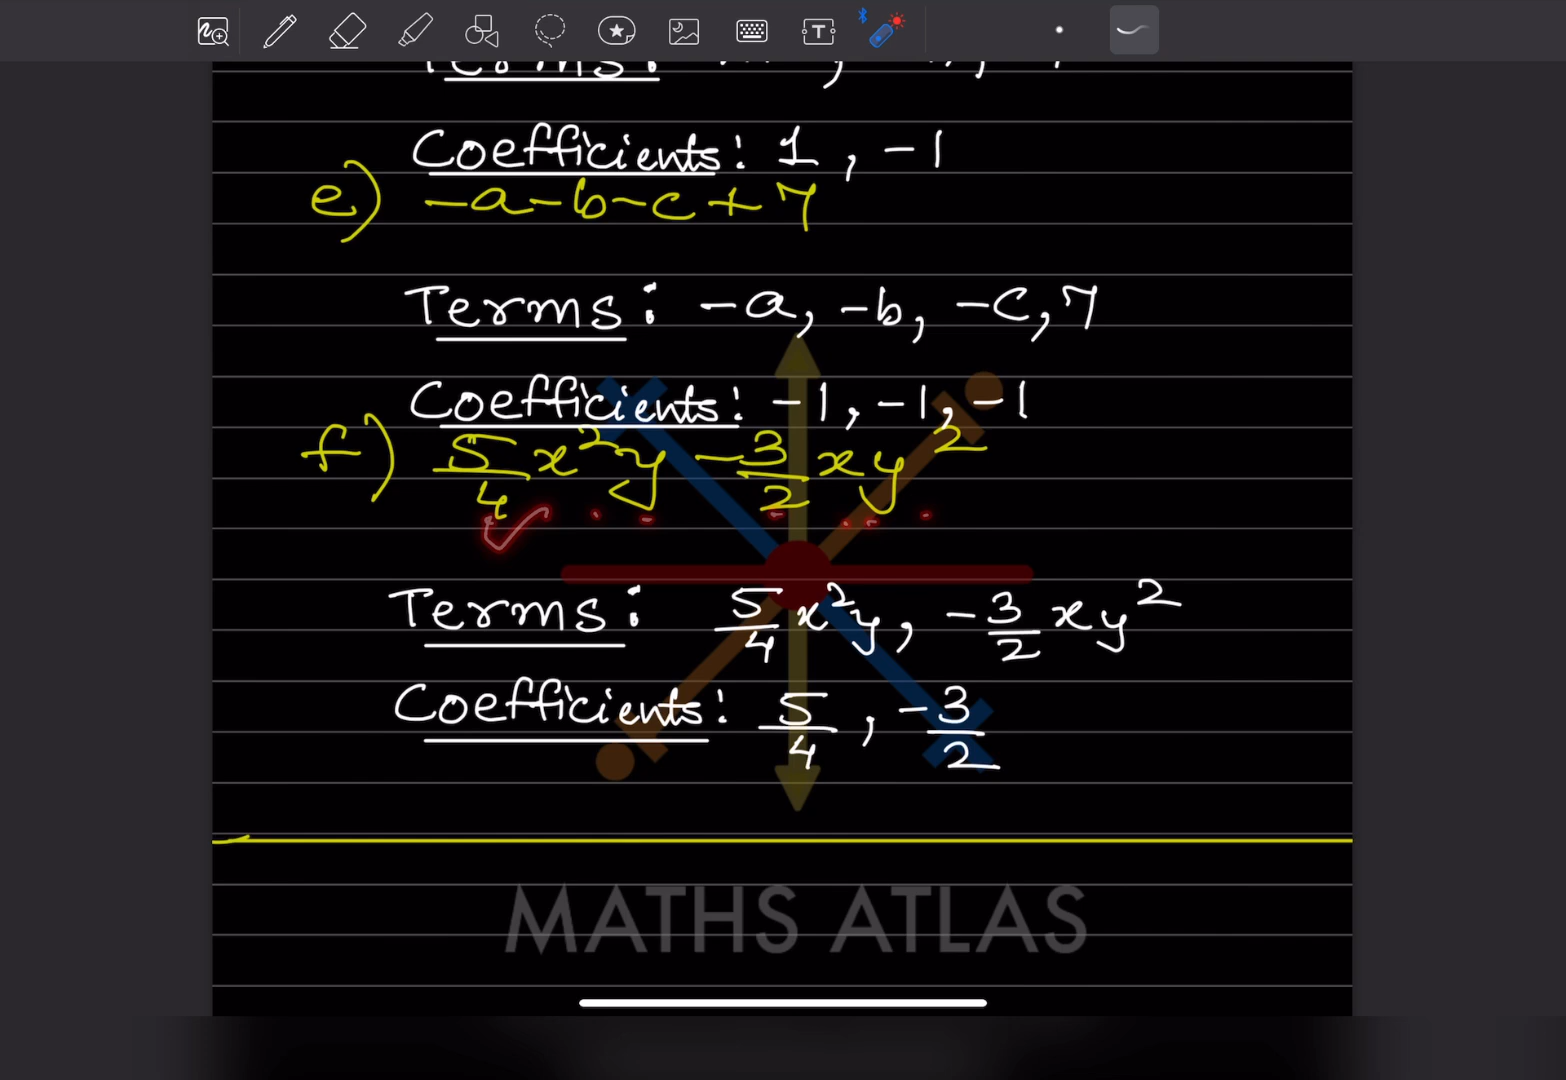 Terms:
Coefficients: 1, -1
e) -a-b-c+7
Terms: -a, -b, -c, 7
Coefficients: -1, -1, -1
f) 5/4 x²y - 3/2 xy²
Terms: 5/4 x²y, -3/2 xy²
Coefficients: 5/4, -3/2
MATHS ATLAS